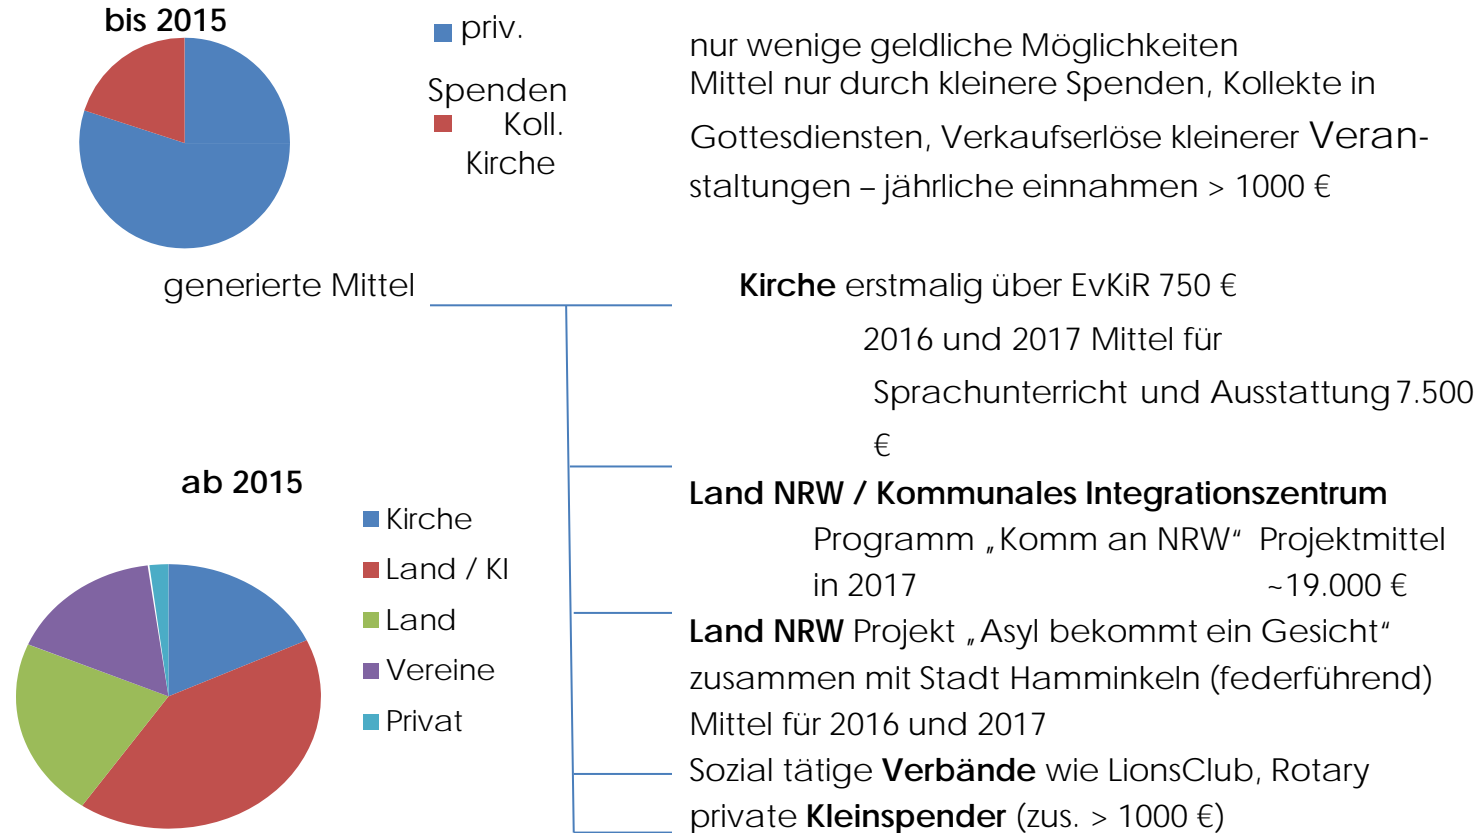 bis 2015
priv.
Spenden
Koll.
Kirche
nur wenige geldliche Möglichkeiten
Mittel nur durch kleinere Spenden, Kollekte in
Gottesdiensten, Verkaufserlöse kleinerer Veran-
staltungen – jährliche einnahmen > 1000 €
generierte Mittel
Kirche erstmalig über EvKiR 750 €
2016 und 2017 Mittel für
Sprachunterricht und Ausstattung 7.500
€
ab 2015
Kirche
Land / KI
Land
Vereine
Privat
Land NRW / Kommunales Integrationszentrum
Programm „Komm an NRW“ Projektmittel
in 2017 ~19.000 €
Land NRW Projekt „Asyl bekommt ein Gesicht“
zusammen mit Stadt Hamminkeln (federführend)
Mittel für 2016 und 2017
Sozial tätige Verbände wie LionsClub, Rotary
private Kleinspender (zus. > 1000 €)